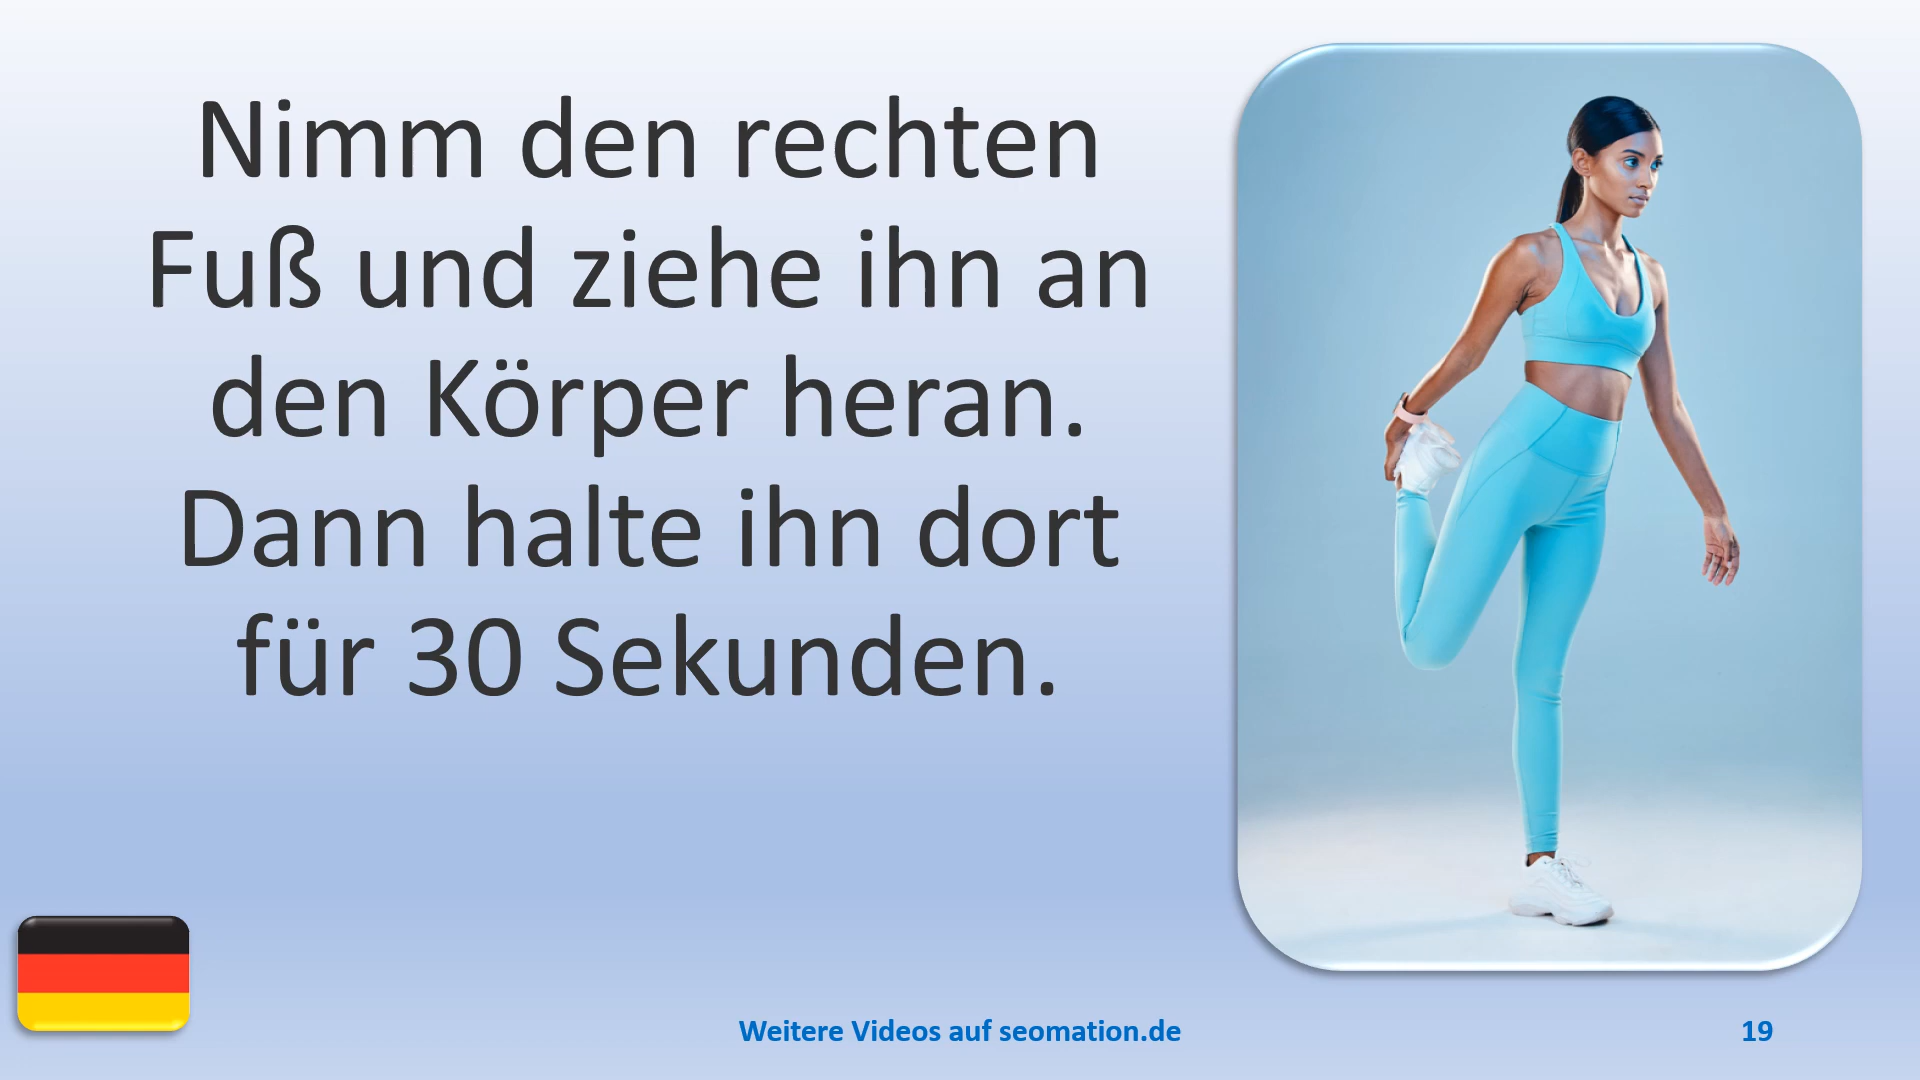 Nimm den rechten
Fuß und ziehe ihn an
den Körper heran.
Dann halte ihn dort
für 30 Sekunden.
Weitere Videos auf seomation.de
19